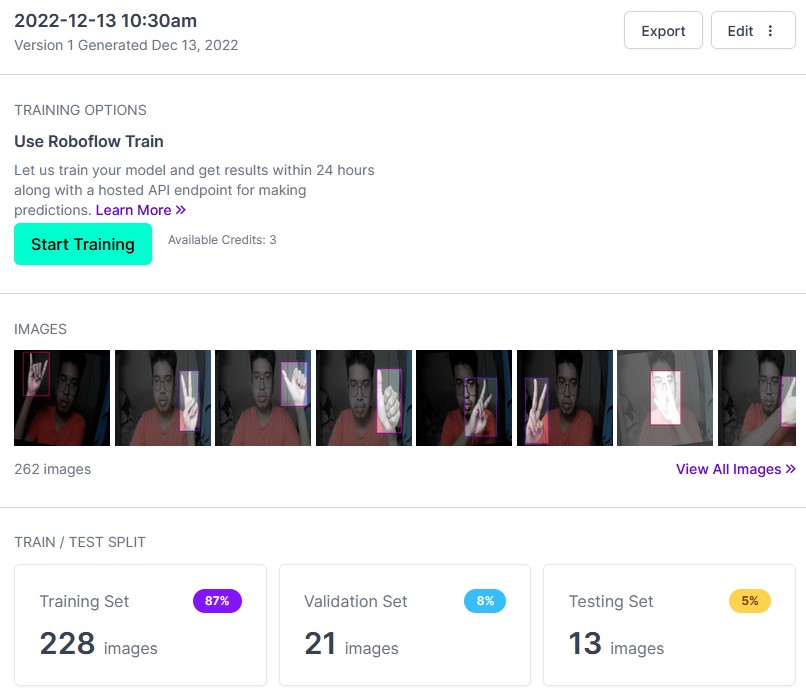 2022-12-13 10:30am
Version 1 Generated Dec 13, 2022
Export
Edit
TRAINING OPTIONS
Use Roboflow Train
Let us train your model and get results within 24 hours
along with a hosted API endpoint for making
predictions. Learn More »
Start Training
Available Credits: 3
IMAGES
262 images
View All Images »
TRAIN / TEST SPLIT
Training Set
87%
228 images
Validation Set
8%
21 images
Testing Set
5%
13 images